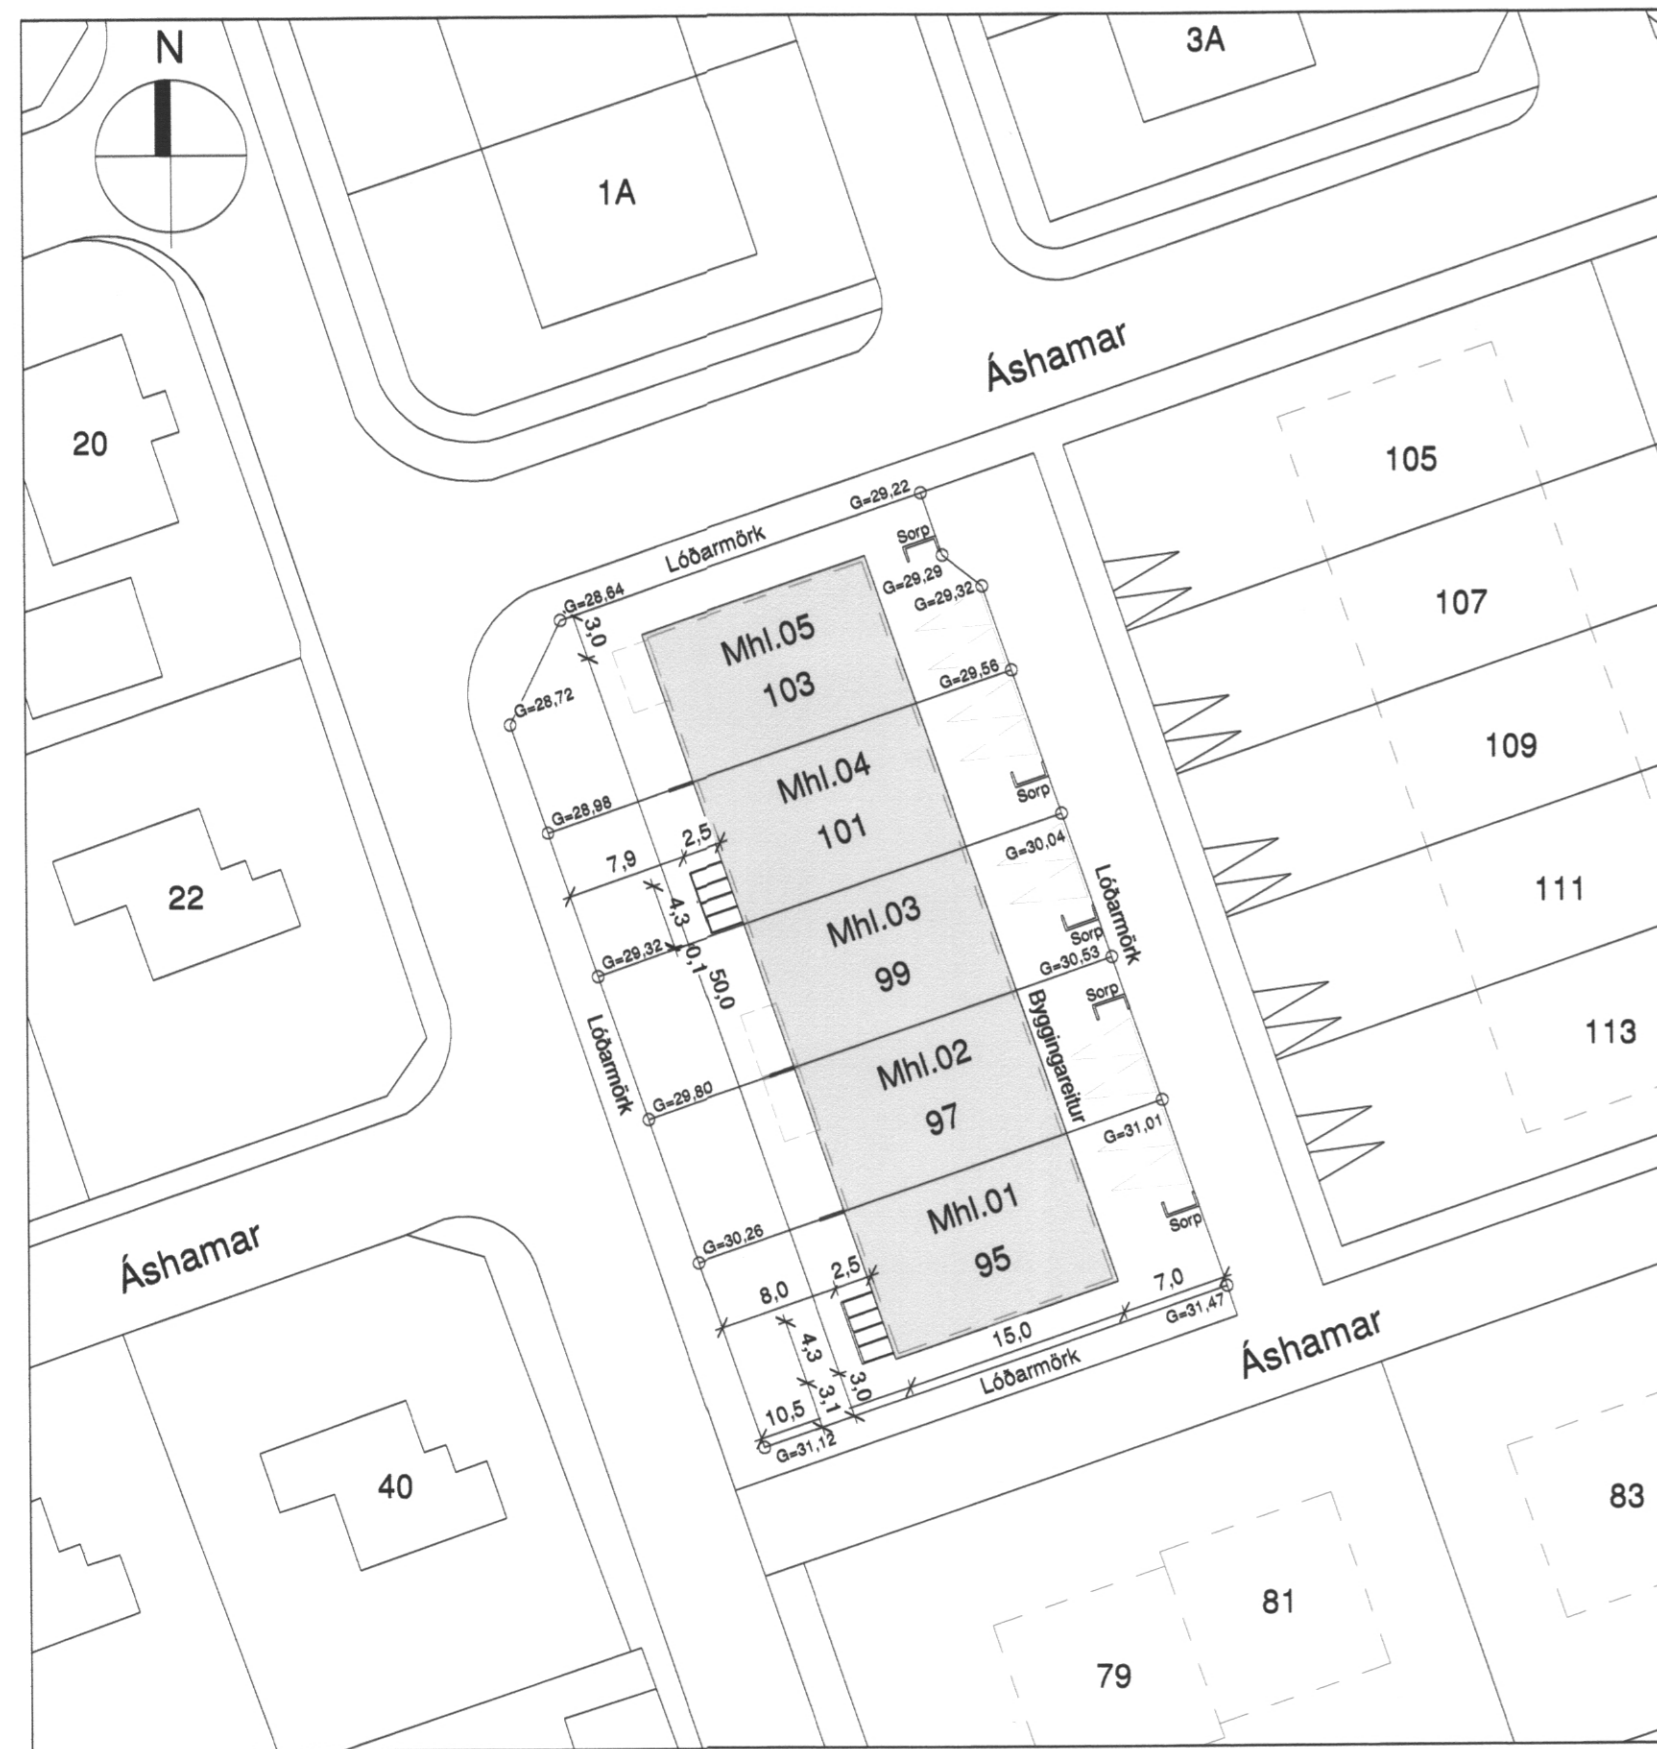 N
3A
1A
Áshamar
20
105
G=29,22
Sorp
Lóðarmörk
G=29,29
G=28,64
G=29,32
3,0
107
Mhl.05
103
G=29,56
G=28,72
109
Mhl.04
101
Sorp
G=28,98
2,5
7,9
G=30,04
22
4,3
Lóðarmörk
111
Mhl.03
99
Sorp
G=29,32
0,1
50,0
G=30,53
Sorp
Byggingareitur
113
Lóðarmörk
Mhl.02
97
G=29,80
G=31,01
Mhl.01
95
Sorp
G=30,26
Áshamar
2,5
8,0
7,0
G=31,47
15,0
4,3
3,0
3,1
Lóðarmörk
Áshamar
10,5
G=31,12
40
83
81
79